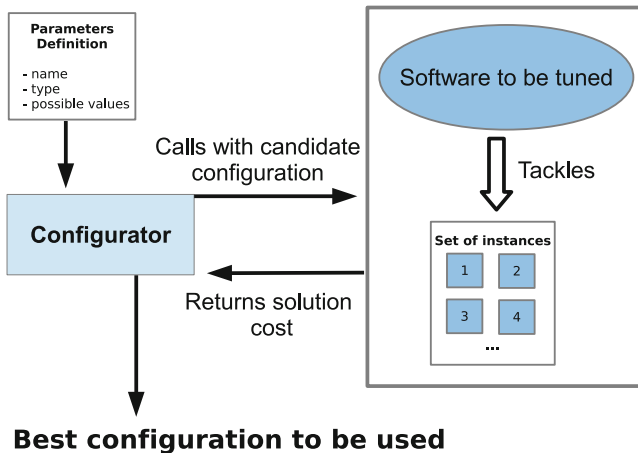 Parameters
Definition
- name
- type
- possible values
Software to be tuned
Calls with candidate
configuration
Tackles
Configurator
Set of instances
1 2
3 4
...
Returns solution
cost
Best configuration to be used